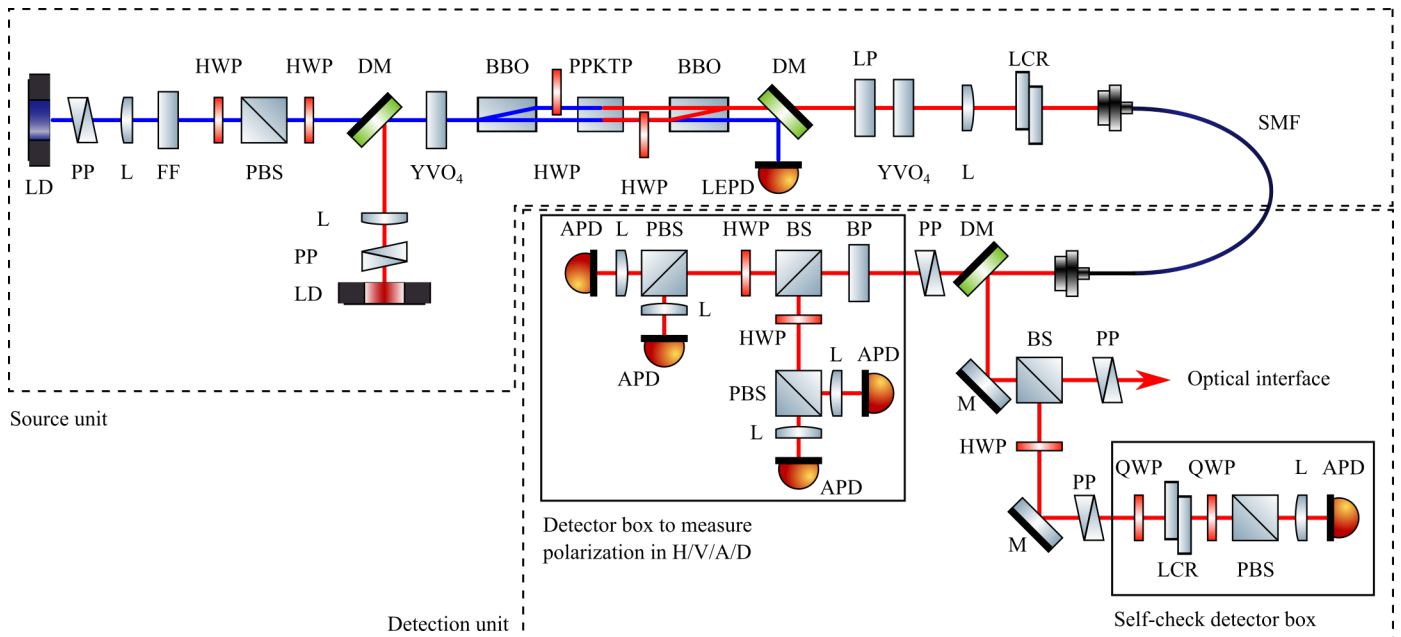 HWP HWP DM BBO PPKTP BBO DM LP LCR
SMF
LD PP L FF PBS YVO4 HWP HWP LEPD YVO4 L
L
PP
LD
APD L PBS HWP BS BP PP DM
L
HWP
APD
L APD
PBS
L
APD
BS PP
Optical interface
M
HWP
PP QWP QWP L APD
M
LCR PBS
Source unit
Detector box to measure
polarization in H/V/A/D
Self-check detector box
Detection unit